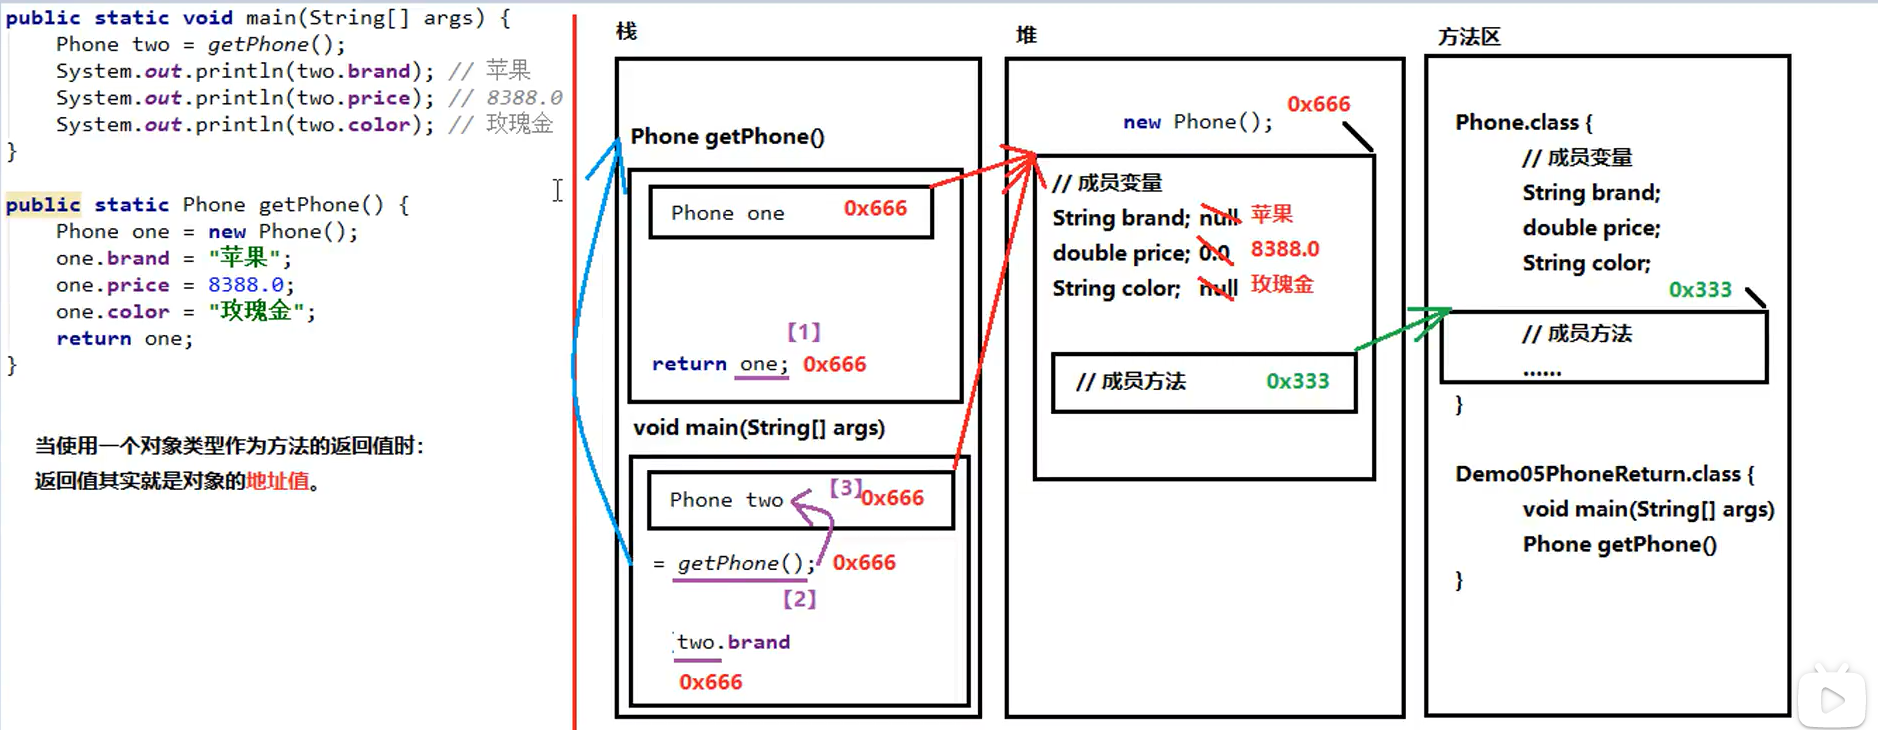 public static void main(String[] args) {
Phone two = getPhone();
System.out.println(two.brand); // 苹果
System.out.println(two.price); // 8388.0
System.out.println(two.color); // 玫瑰金
}
public static Phone getPhone() {
Phone one = new Phone();
one.brand = "苹果";
one.price = 8388.0;
one.color = "玫瑰金";
return one;
}
当使用一个对象类型作为方法的返回值时：
返回值其实就是对象的地址值。
栈
Phone getPhone()
Phone one 0x666
【1】
return one; 0x666
void main(String[] args)
Phone two 【3】 0x666
= getPhone(); 0x666
【2】
two.brand
0x666
堆
0x666
new Phone();
// 成员变量
String brand; null 苹果
double price; 0.0 8388.0
String color; null 玫瑰金
// 成员方法 0x333
方法区
Phone.class {
// 成员变量
String brand;
double price;
String color;
0x333
// 成员方法
......
}
Demo05PhoneReturn.class {
void main(String[] args)
Phone getPhone()
}